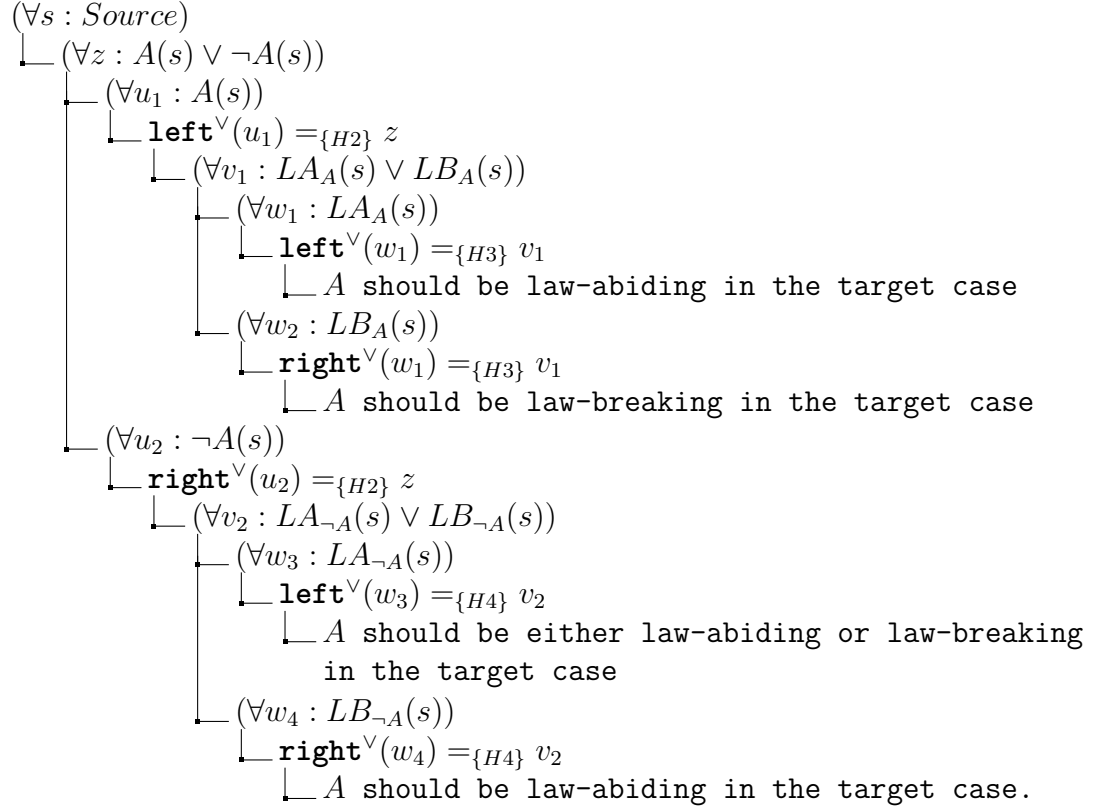 (∀s : Source)
(∀z : A(s) ∨ ¬A(s))
(∀u₁ : A(s))
left^∨(u₁) =_{H2} z
(∀v₁ : LA_A(s) ∨ LB_A(s))
(∀w₁ : LA_A(s))
left^∨(w₁) =_{H3} v₁
A should be law-abiding in the target case
(∀w₂ : LB_A(s))
right^∨(w₁) =_{H3} v₁
A should be law-breaking in the target case
(∀u₂ : ¬A(s))
right^∨(u₂) =_{H2} z
(∀v₂ : LA_¬A(s) ∨ LB_¬A(s))
(∀w₃ : LA_¬A(s))
left^∨(w₃) =_{H4} v₂
A should be either law-abiding or law-breaking
in the target case
(∀w₄ : LB_¬A(s))
right^∨(w₄) =_{H4} v₂
A should be law-abiding in the target case.